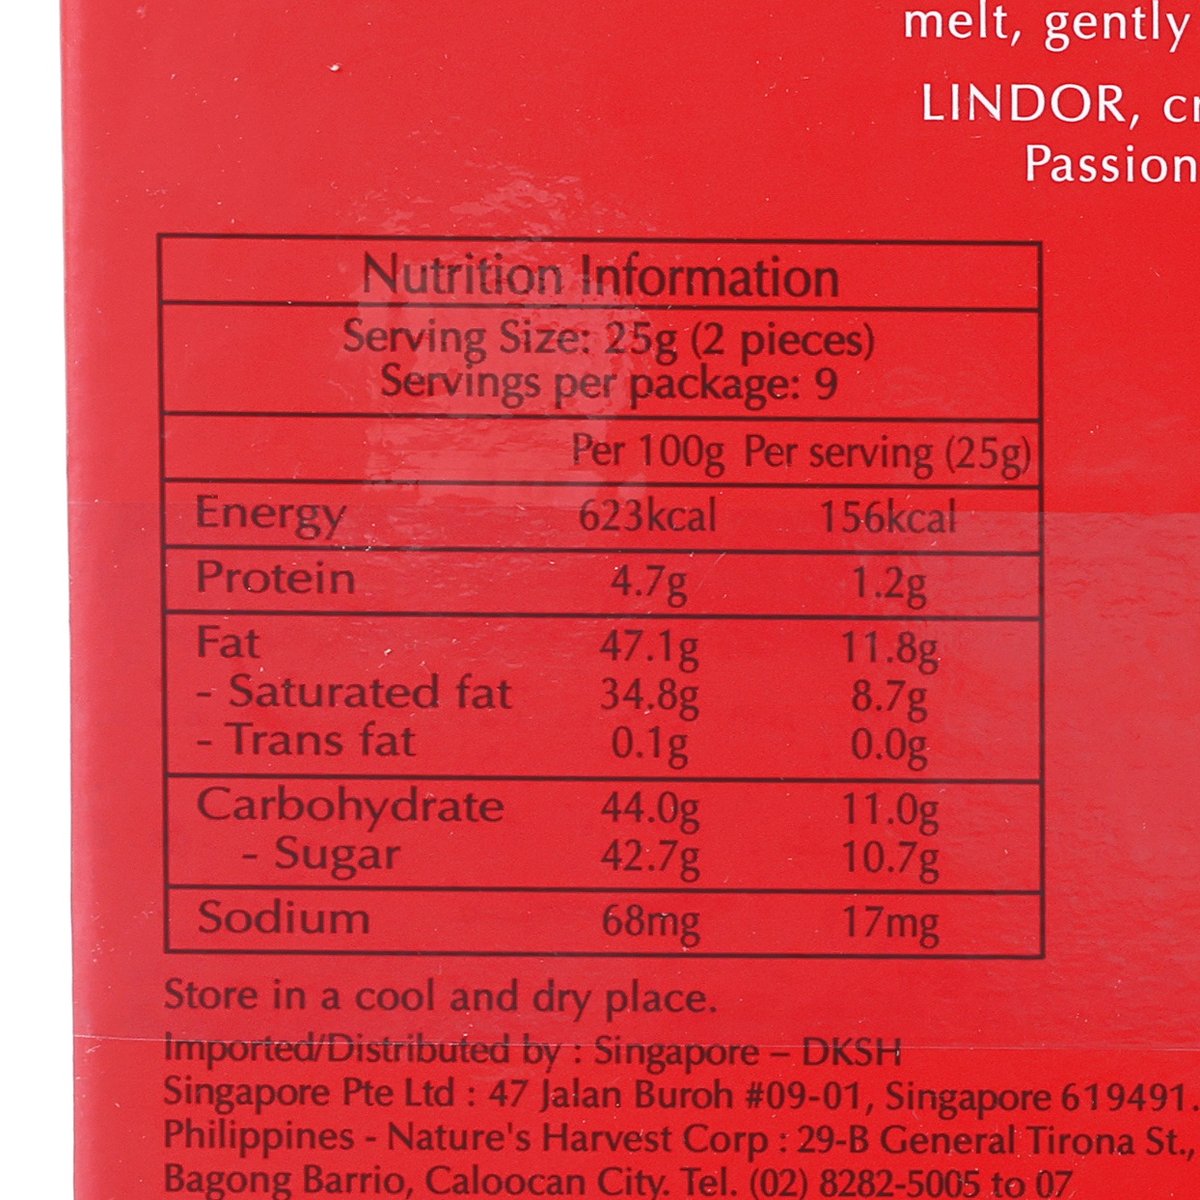 melt, gently
LINDOR, cr
Passion
Nutrition Information
Serving Size: 25g (2 pieces)
Servings per package: 9
Per 100g Per serving (25g)
Energy 623kcal 156kcal
Protein 4.7g 1.2g
Fat 47.1g 11.8g
- Saturated fat 34.8g 8.7g
- Trans fat 0.1g 0.0g
Carbohydrate 44.0g 11.0g
- Sugar 42.7g 10.7g
Sodium 68mg 17mg
Store in a cool and dry place.
Imported/Distributed by : Singapore – DKSH
Singapore Pte Ltd : 47 Jalan Buroh #09-01, Singapore 619491.
Philippines - Nature's Harvest Corp : 29-B General Tirona St.,
Bagong Barrio, Caloocan City. Tel. (02) 8282-5005 to 07